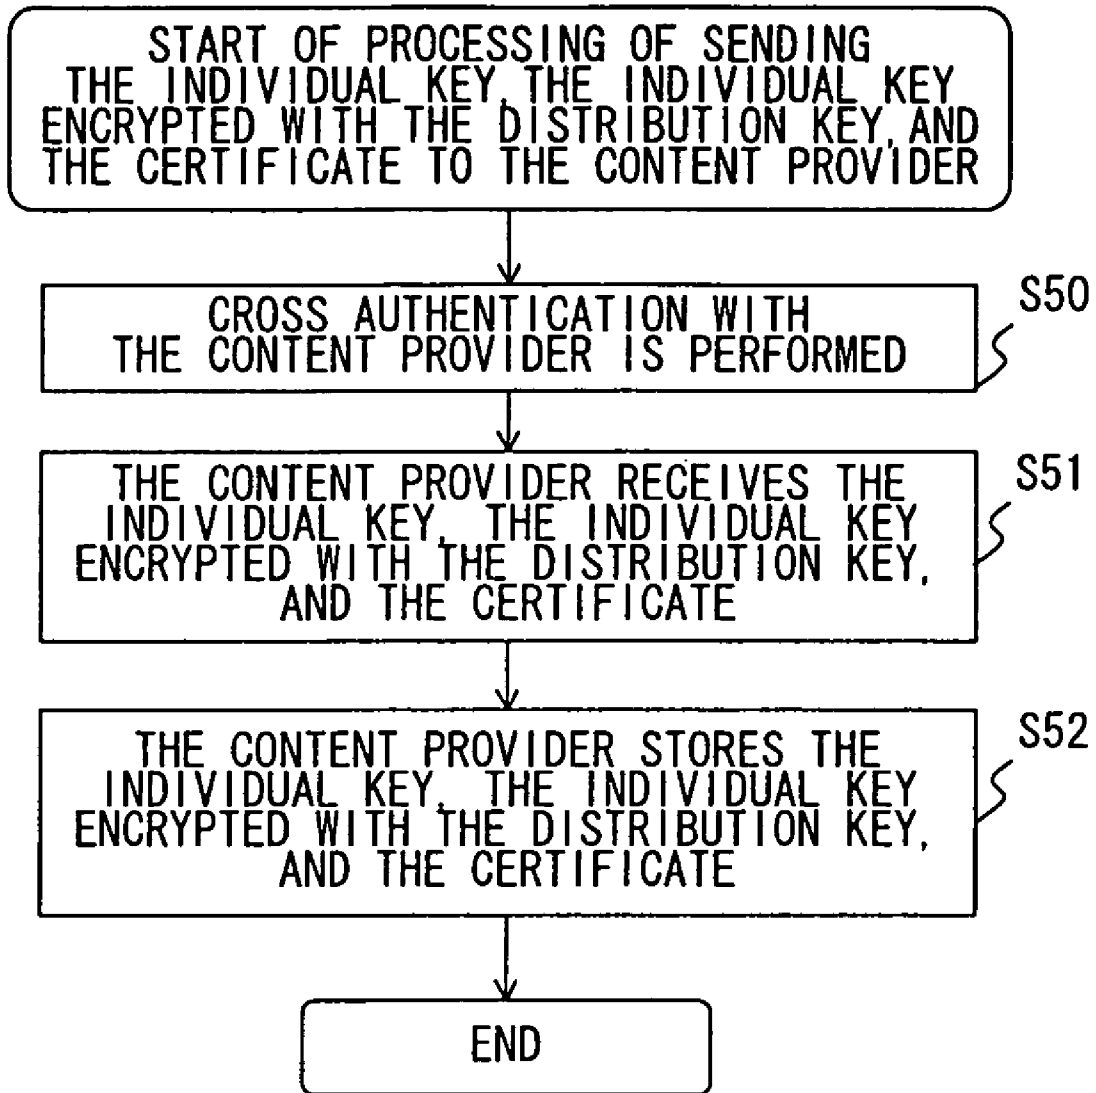 START OF PROCESSING OF SENDING
THE INDIVIDUAL KEY, THE INDIVIDUAL KEY
ENCRYPTED WITH THE DISTRIBUTION KEY, AND
THE CERTIFICATE TO THE CONTENT PROVIDER
CROSS AUTHENTICATION WITH
THE CONTENT PROVIDER IS PERFORMED
S50
THE CONTENT PROVIDER RECEIVES THE
INDIVIDUAL KEY, THE INDIVIDUAL KEY
ENCRYPTED WITH THE DISTRIBUTION KEY,
AND THE CERTIFICATE
S51
THE CONTENT PROVIDER STORES THE
INDIVIDUAL KEY, THE INDIVIDUAL KEY
ENCRYPTED WITH THE DISTRIBUTION KEY,
AND THE CERTIFICATE
S52
END